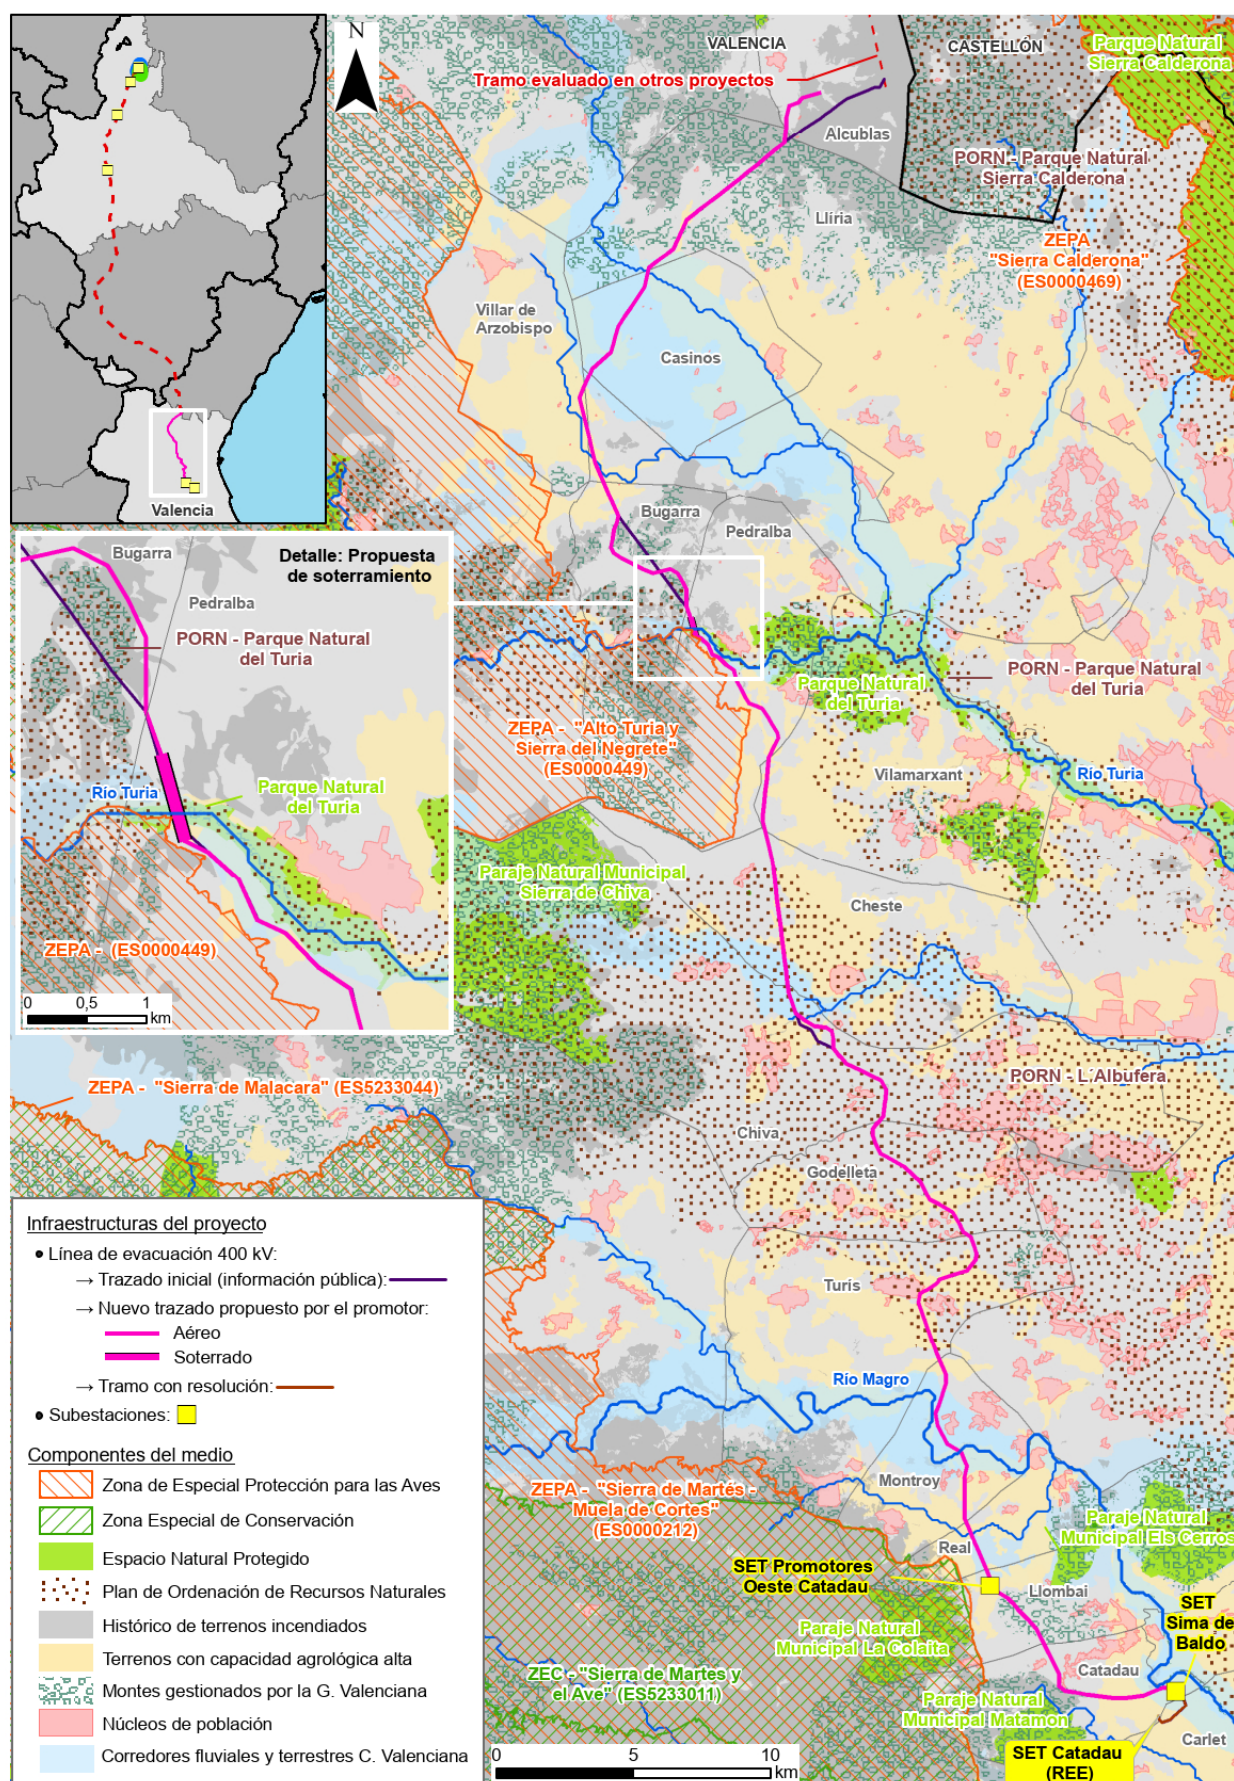 N
VALENCIA
CASTELLÓN
Parque Natural
Sierra Calderona
Tramo evaluado en otros proyectos
Alcublas
PORN - Parque Natural
Sierra Calderona
Llíria
ZEPA
"Sierra Calderona"
(ES0000469)
Villar de
Arzobispo
Casinos
Valencia
Bugarra
Pedralba
Detalle: Propuesta
de soterramiento
Bugarra
Pedralba
PORN - Parque Natural
del Turia
Río Turia
Parque Natural
del Turia
ZEPA - (ES0000449)
0 0,5 1
km
PORN - Parque Natural
del Turia
Parque Natural
del Turia
ZEPA - "Alto Turia y
Sierra del Negrete"
(ES0000449)
Vilamarxant
Río Turia
Paraje Natural Municipal
Sierra de Chiva
Cheste
ZEPA - "Sierra de Malacara" (ES5233044)
PORN - L'Albufera
Chiva
Godelleta
Turís
Río Magro
Montroy
ZEPA - "Sierra de Martés -
Muela de Cortes"
(ES0000212)
Paraje Natural
Municipal Els Cerros
Real
SET Promotores
Oeste Catadau
Llombai
SET
Sima de
Baldo
Paraje Natural
Municipal La Colaita
ZEC - "Sierra de Martes y
el Ave" (ES5233011)
Catadau
Paraje Natural
Municipal Matamon
Carlet
SET Catadau
(REE)
0 5 10
km
Infraestructuras del proyecto
• Línea de evacuación 400 kV:
→ Trazado inicial (información pública):
→ Nuevo trazado propuesto por el promotor:
Aéreo
Soterrado
→ Tramo con resolución:
• Subestaciones:
Componentes del medio
Zona de Especial Protección para las Aves
Zona Especial de Conservación
Espacio Natural Protegido
Plan de Ordenación de Recursos Naturales
Histórico de terrenos incendiados
Terrenos con capacidad agrológica alta
Montes gestionados por la G. Valenciana
Núcleos de población
Corredores fluviales y terrestres C. Valenciana